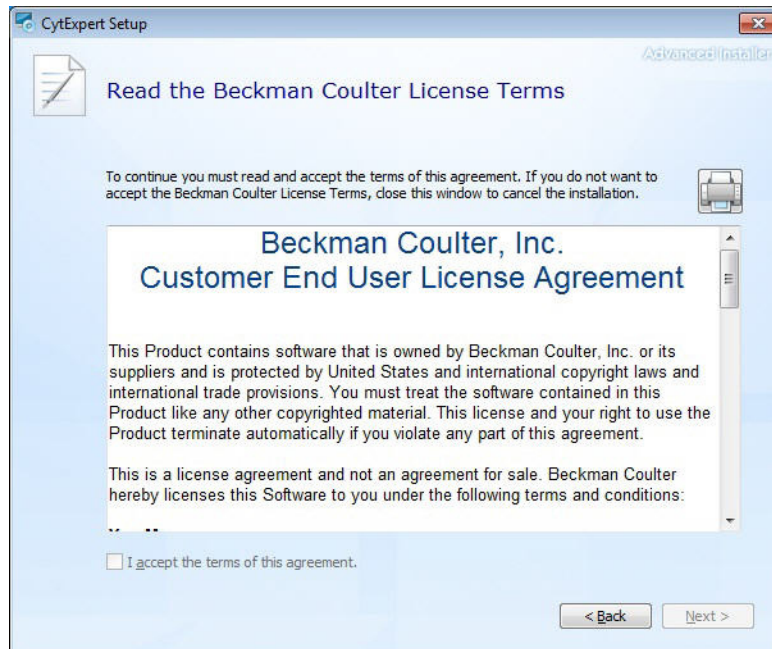 CytExpert Setup
Advanced Installer
Read the Beckman Coulter License Terms
To continue you must read and accept the terms of this agreement. If you do not want to
accept the Beckman Coulter License Terms, close this window to cancel the installation.
Beckman Coulter, Inc.
Customer End User License Agreement
This Product contains software that is owned by Beckman Coulter, Inc. or its
suppliers and is protected by United States and international copyright laws and
international trade provisions. You must treat the software contained in this
Product like any other copyrighted material. This license and your right to use the
Product terminate automatically if you violate any part of this agreement.
This is a license agreement and not an agreement for sale. Beckman Coulter
hereby licenses this Software to you under the following terms and conditions:
I accept the terms of this agreement.
< Back
Next >